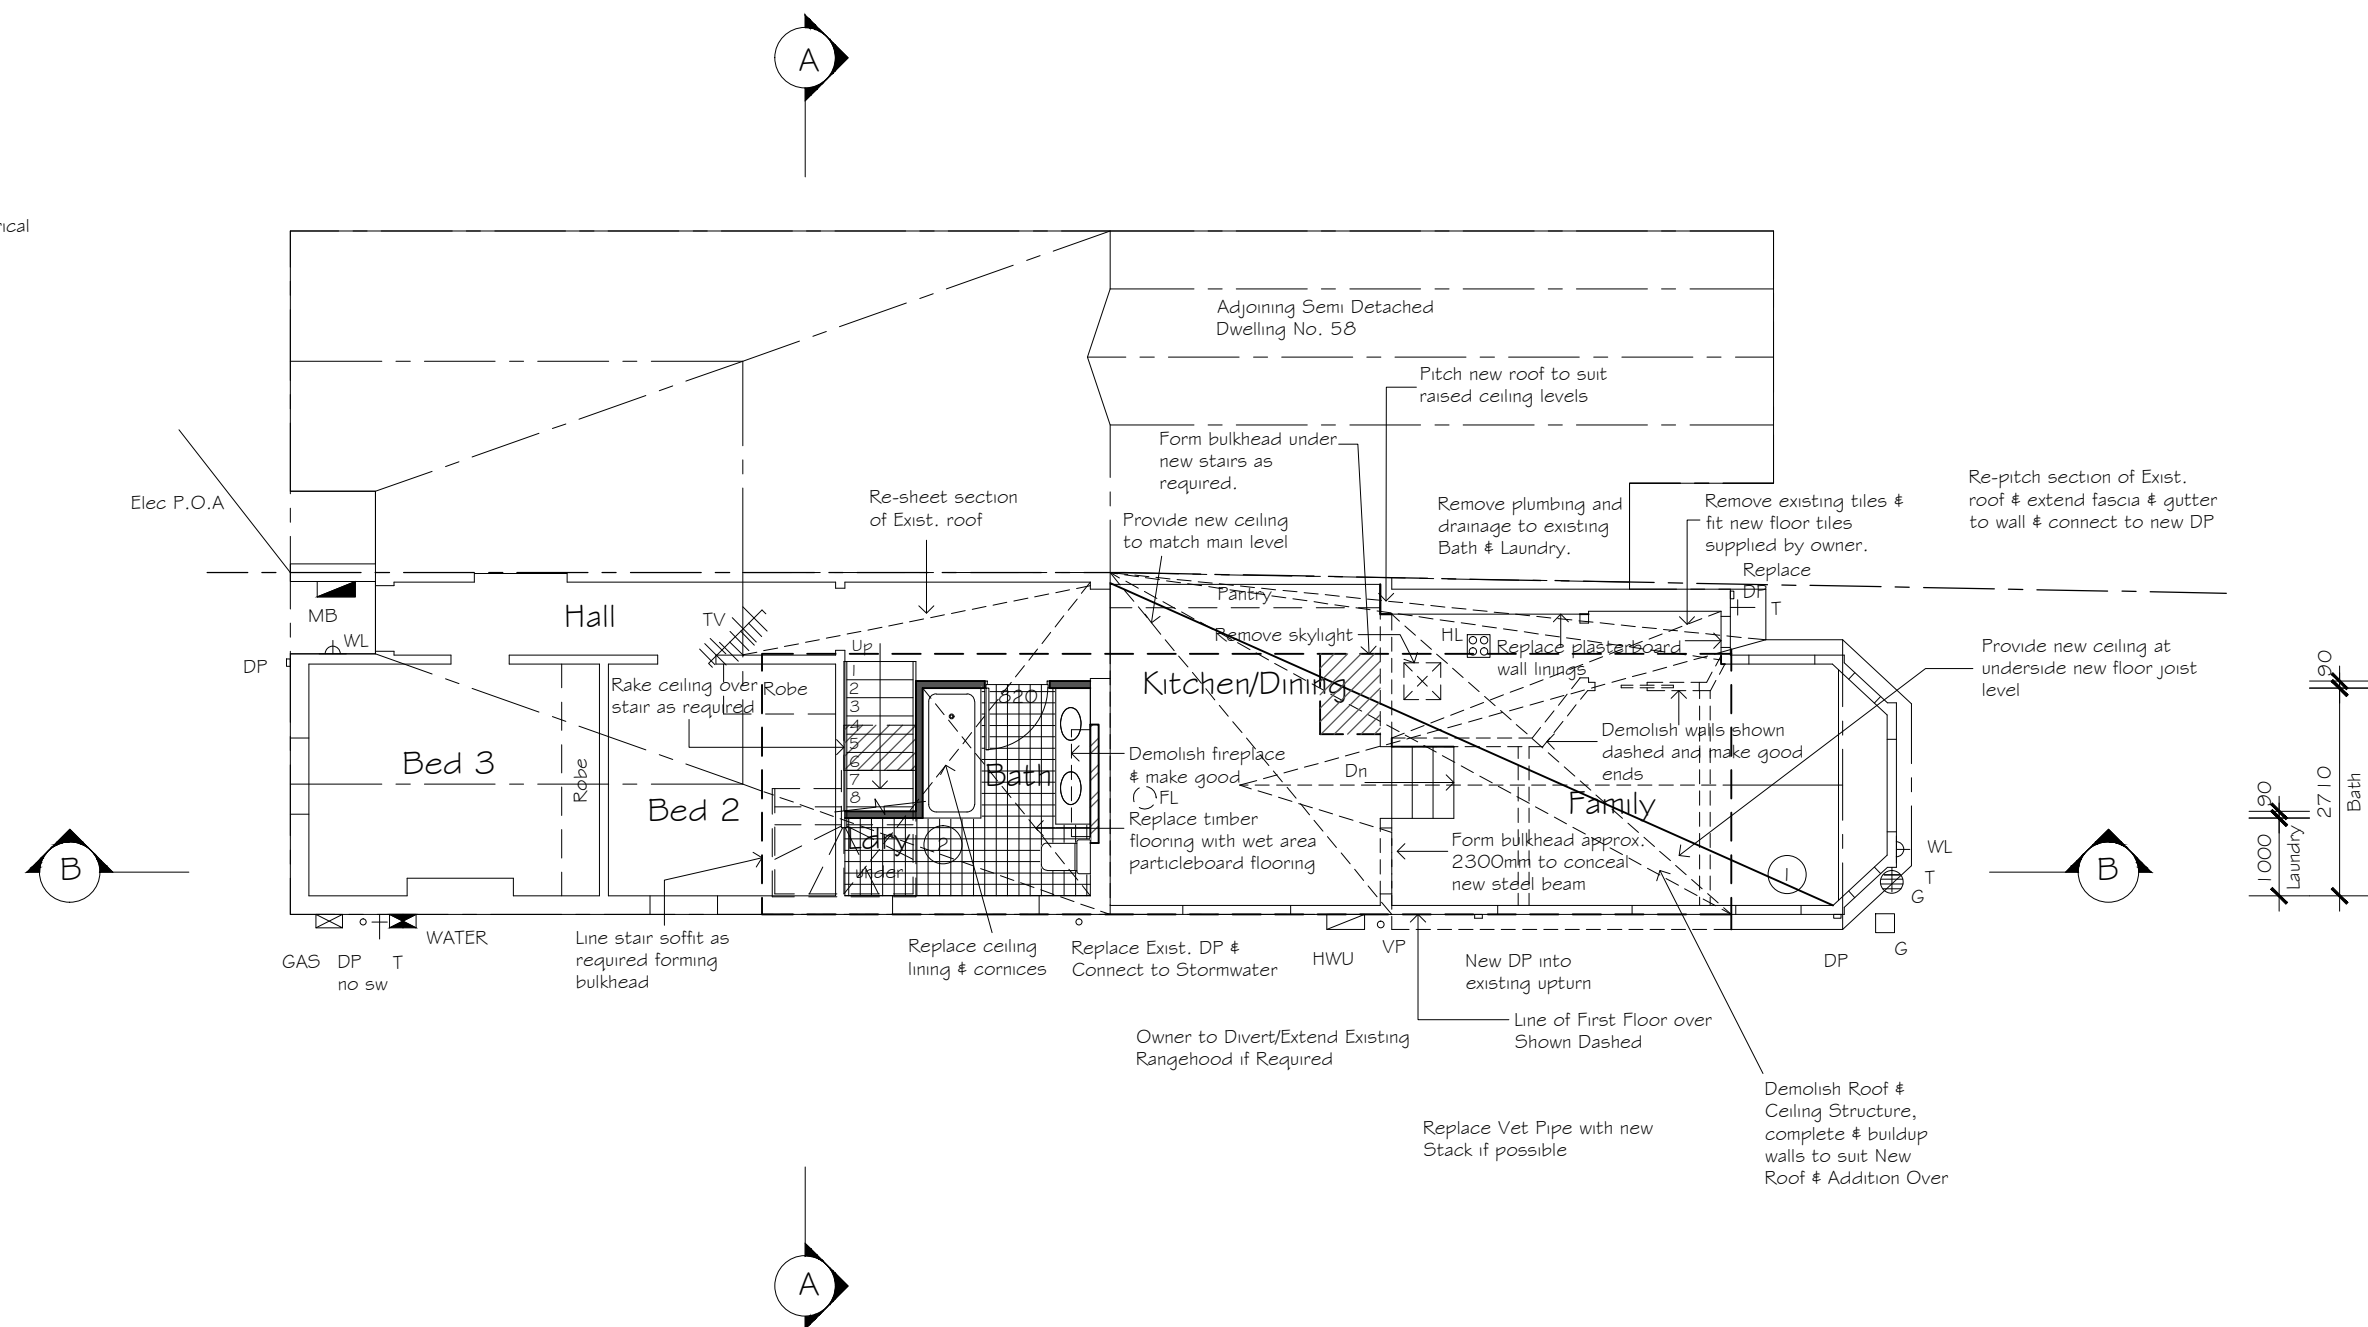 A
rical
Adjoining Semi Detached
Dwelling No. 58
Pitch new roof to suit
raised ceiling levels
Form bulkhead under
new stairs as
required.
Elec P.O.A
Re-sheet section
of Exist. roof
Provide new ceiling
to match main level
Remove plumbing and
drainage to existing
Bath & Laundry.
Remove existing tiles &
fit new floor tiles
supplied by owner.
Re-pitch section of Exist.
roof & extend fascia & gutter
to wall & connect to new DP
Replace
DP
T
MB
WL
DP
Hall
TV
Up
Pantry
Remove skylight
HL
Replace plasterboard
wall linings
Provide new ceiling at
underside new floor joist
level
Rake ceiling over
stair as required
Robe
1
2
3
4
5
6
7
8
520
Kitchen/Dining
Bed 3
Robe
Bed 2
Bath
Demolish fireplace
& make good
FL
Replace timber
flooring with wet area
particleboard flooring
Dn
Demolish walls shown
dashed and make good
ends
Family
Form bulkhead approx.
2300mm to conceal
new steel beam
1
Ldry
2
under
WL
T
G
G
B
B
90
2710
Bath
90
1000
Laundry
GAS
DP
no sw
T
WATER
Line stair soffit as
required forming
bulkhead
Replace ceiling
lining & cornices
Replace Exist. DP &
Connect to Stormwater
HWU
VP
New DP into
existing upturn
DP
Line of First Floor over
Shown Dashed
Owner to Divert/Extend Existing
Rangehood if Required
Demolish Roof &
Ceiling Structure,
complete & buildup
walls to suit New
Roof & Addition Over
Replace Vet Pipe with new
Stack if possible
A